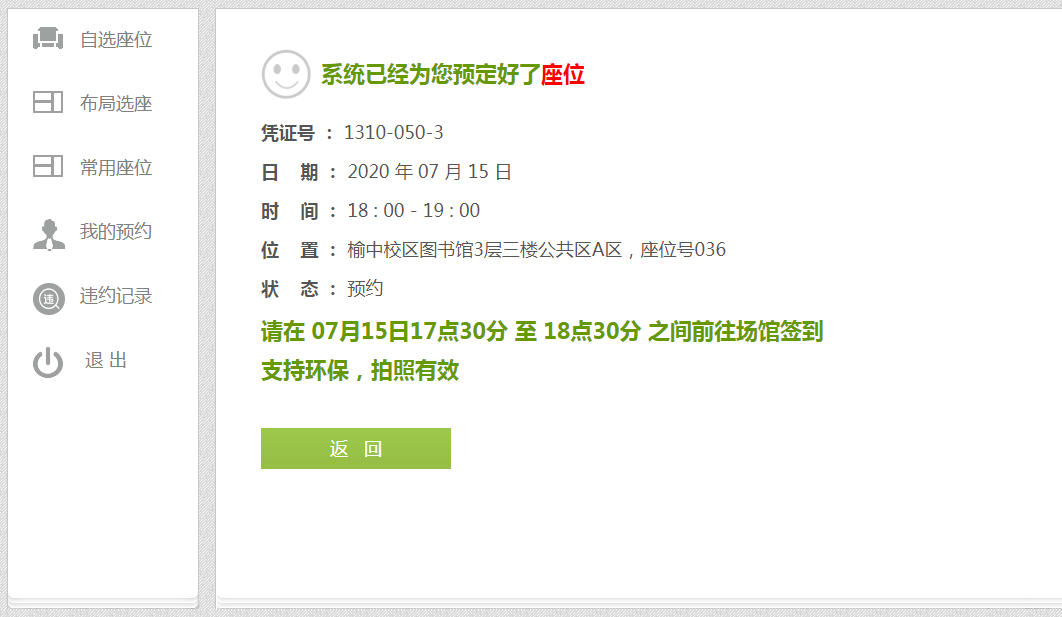 自选座位
布局选座
常用座位
我的预约
违
违约记录
退 出
系统已经为您预定好了座位
凭证号 ： 1310-050-3
日 期 ： 2020 年 07 月 15 日
时 间 ： 18 : 00 - 19 : 00
位 置 ： 榆中校区图书馆3层三楼公共区A区，座位号036
状 态 ： 预约
请在 07月15日17点30分 至 18点30分 之间前往场馆签到
支持环保，拍照有效
返 回